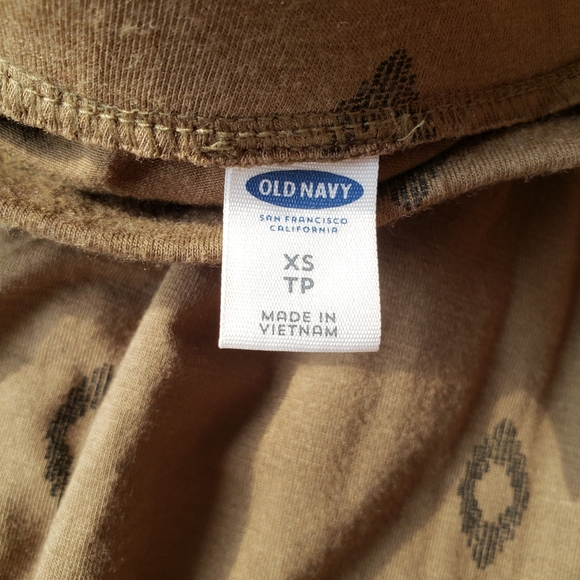 OLD NAVY
SAN FRANCISCO
CALIFORNIA
XS
TP
MADE IN
VIETNAM